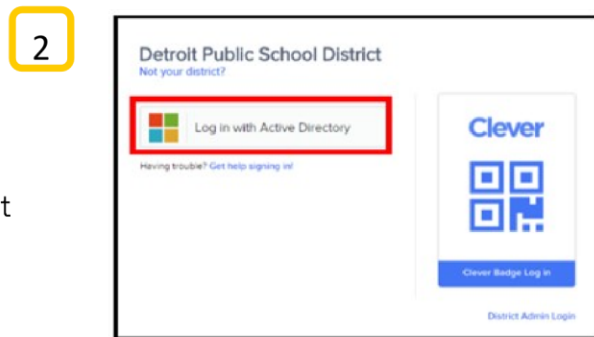 2
Detroit Public School District
Not your district?
Log in with Active Directory
Having trouble? Get help signing in!
t
Clever
Clever Badge Log in
District Admin Login